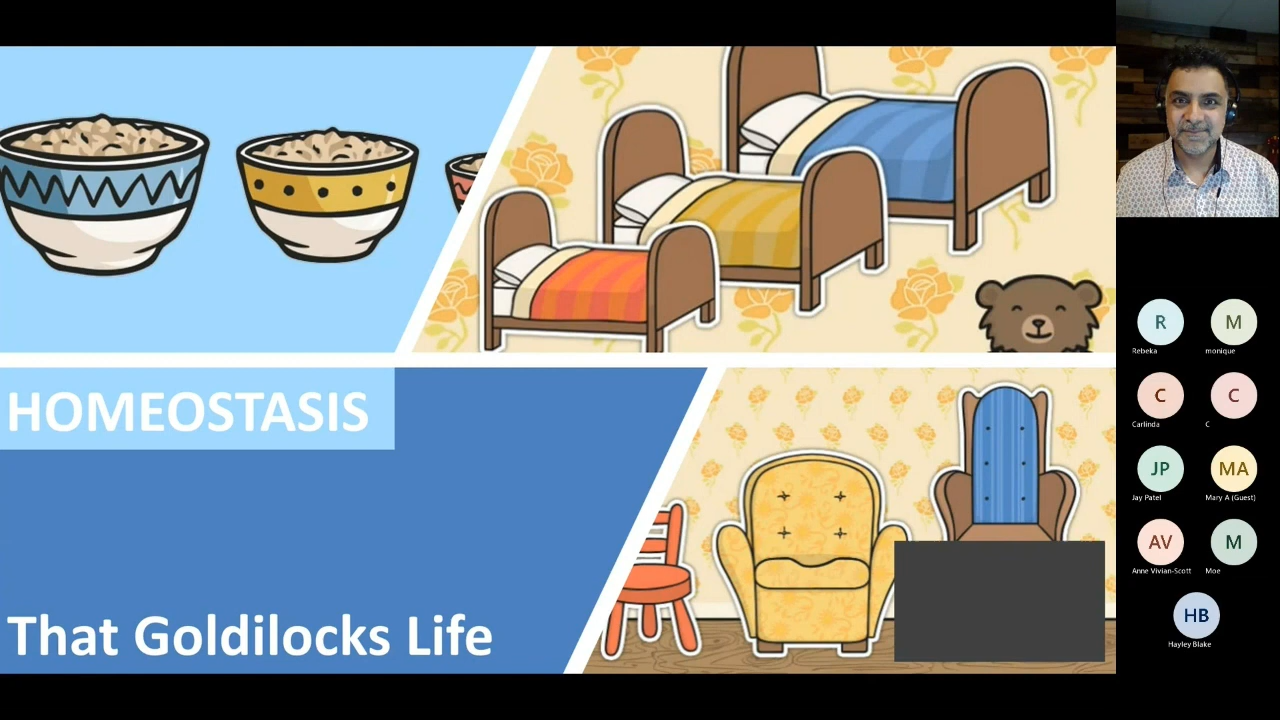 HOMEOSTASIS
That Goldilocks Life
R
M
Rebeka
monique
C
C
Carlinda
C
JP
MA
Jay Patel
Mary A (Guest)
AV
M
Anne Vivian-Scott
Moe
HB
Hayley Blake